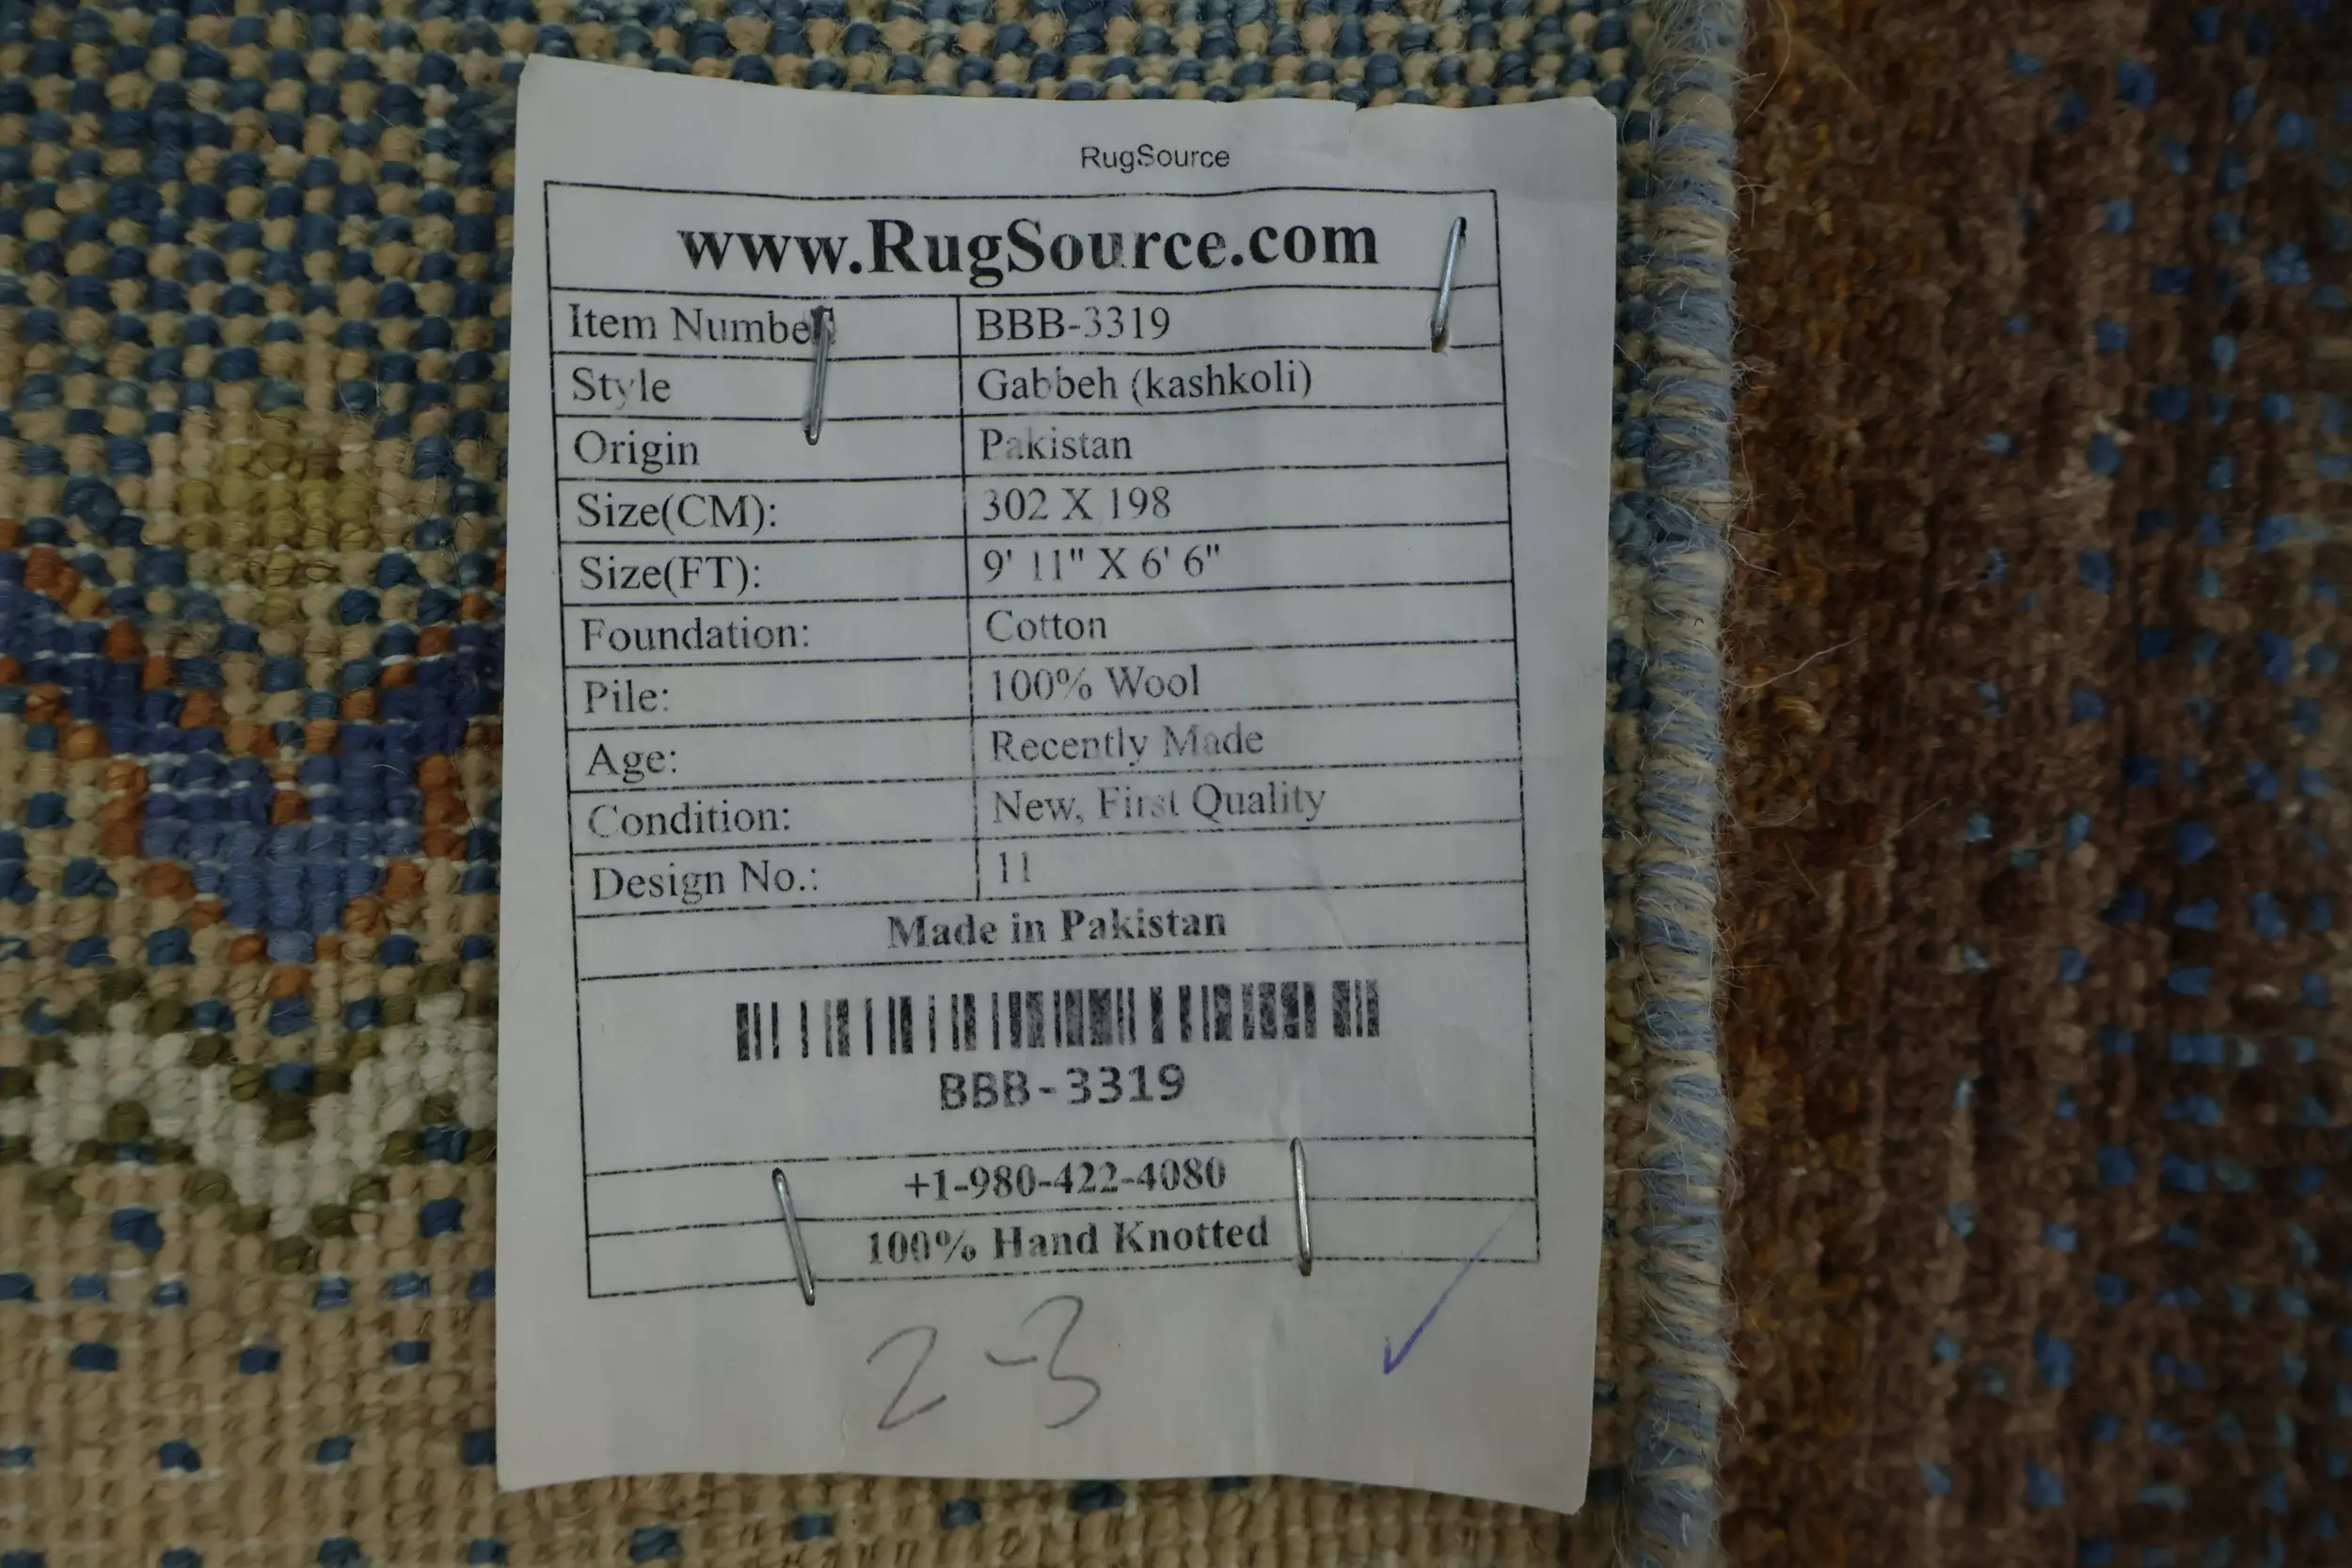 RugSource
www.RugSource.com
Item Number BBB-3319
Style Gabbeh (kashkoli)
Origin Pakistan
Size(CM): 302 X 198
Size(FT): 9' 11" X 6' 6"
Foundation: Cotton
Pile: 100% Wool
Age: Recently Made
Condition: New, First Quality
Design No.: 11
Made in Pakistan
BBB-3319
+1-980-422-4080
100% Hand Knotted
2-3